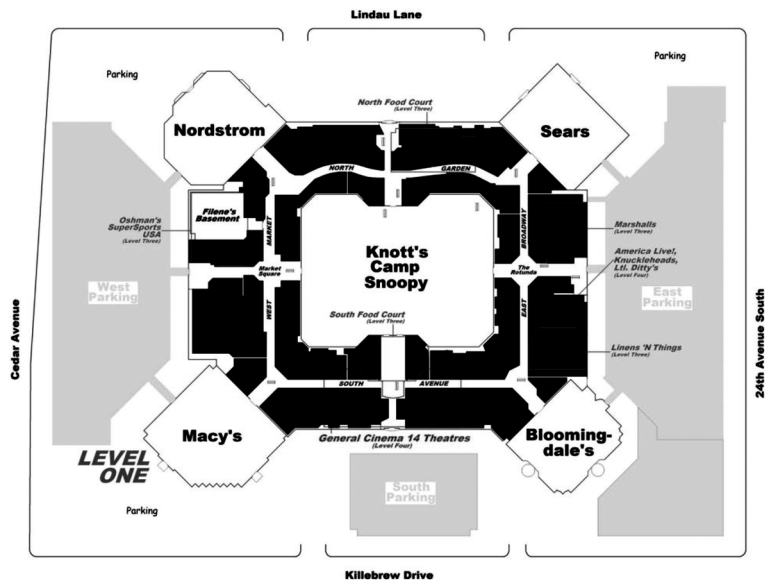 Lindau Lane
Parking
Parking
North Food Court
(Level Three)
Nordstrom
Sears
NORTH
GARDEN
Filene's
Basement
Oshman's
SuperSports
USA
(Level Three)
MARKET
BROADWAY
Marshalls
(Level Three)
Knott's
Camp
Snoopy
America Live!,
Knuckleheads,
Ltl. Ditty's
(Level Four)
Market
Square
The
Rotunda
West
Parking
East
Parking
WEST
EAST
South Food Court
(Level Three)
Cedar Avenue
24th Avenue South
Linens 'N Things
(Level Three)
SOUTH
AVENUE
Macy's
General Cinema 14 Theatres
(Level Four)
Blooming-
dale's
LEVEL
ONE
South
Parking
Parking
Killebrew Drive